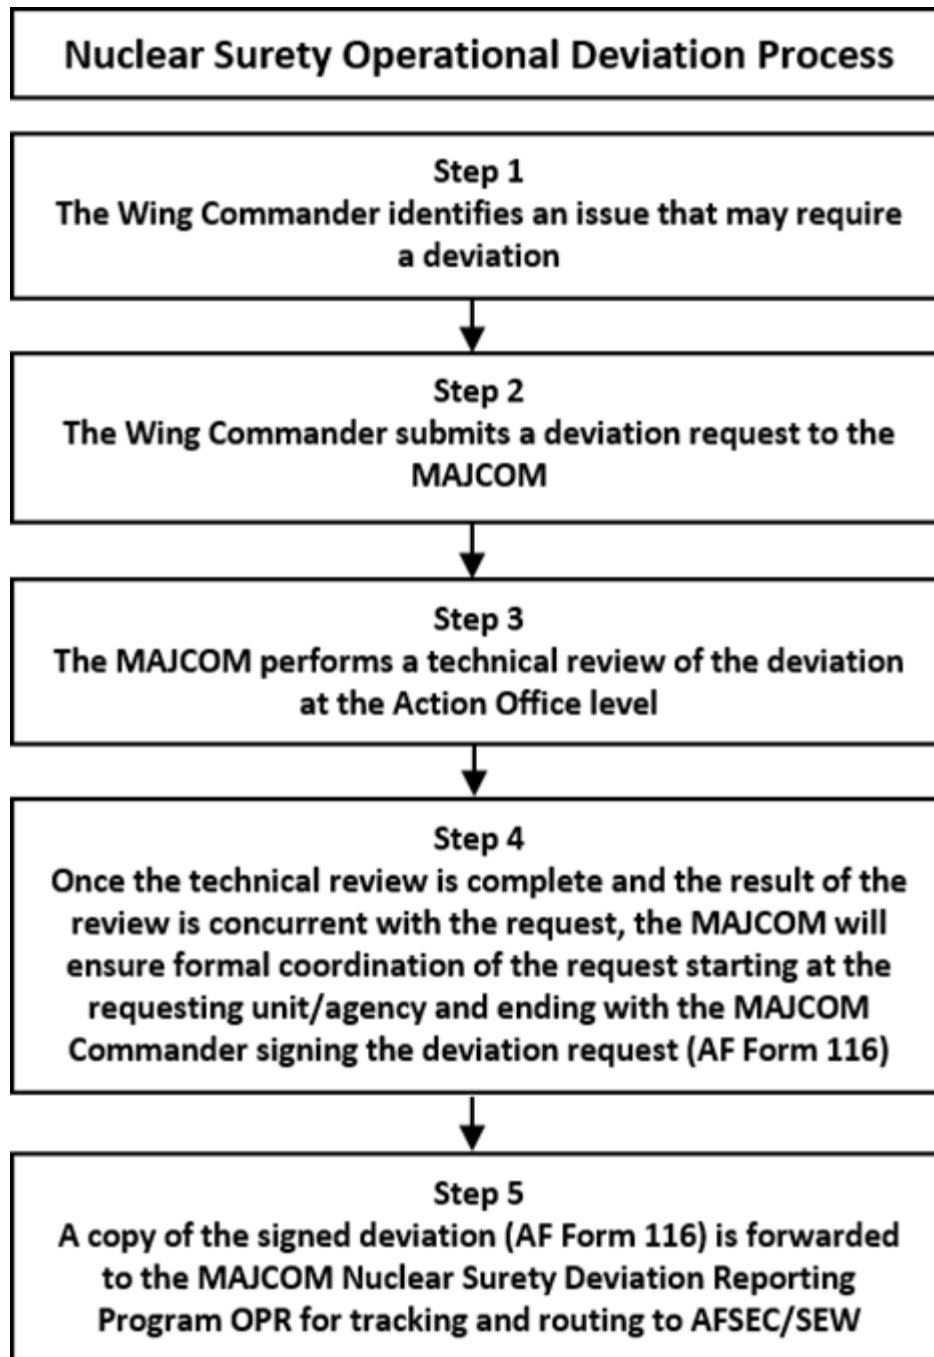 Nuclear Surety Operational Deviation Process
Step 1
The Wing Commander identifies an issue that may require
a deviation
Step 2
The Wing Commander submits a deviation request to the
MAJCOM
Step 3
The MAJCOM performs a technical review of the deviation
at the Action Office level
Step 4
Once the technical review is complete and the result of the
review is concurrent with the request, the MAJCOM will
ensure formal coordination of the request starting at the
requesting unit/agency and ending with the MAJCOM
Commander signing the deviation request (AF Form 116)
Step 5
A copy of the signed deviation (AF Form 116) is forwarded
to the MAJCOM Nuclear Surety Deviation Reporting
Program OPR for tracking and routing to AFSEC/SEW